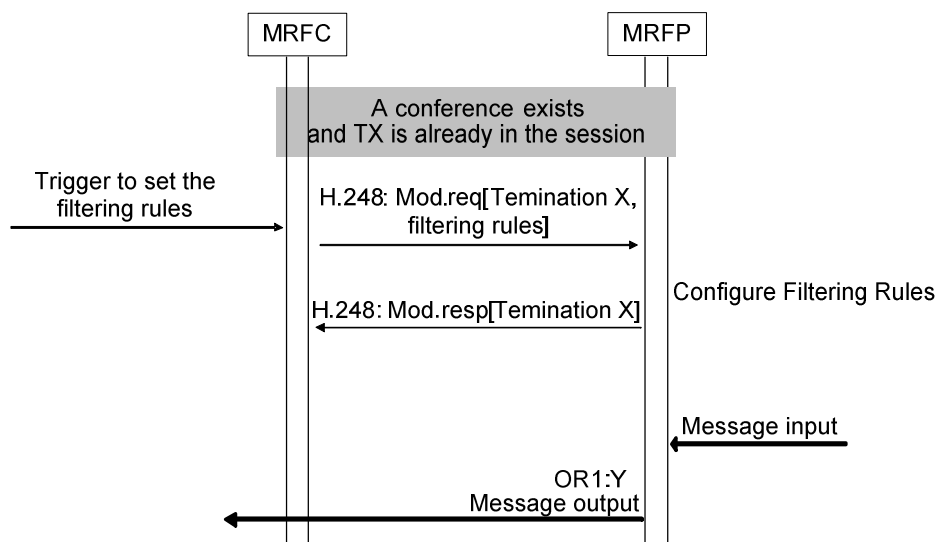 MRFC
MRFP
A conference exists
and TX is already in the session
Trigger to set the
filtering rules
H.248: Mod.req[Temination X,
filtering rules]
Configure Filtering Rules
H.248: Mod.resp[Temination X]
Message input
OR1:Y
Message output